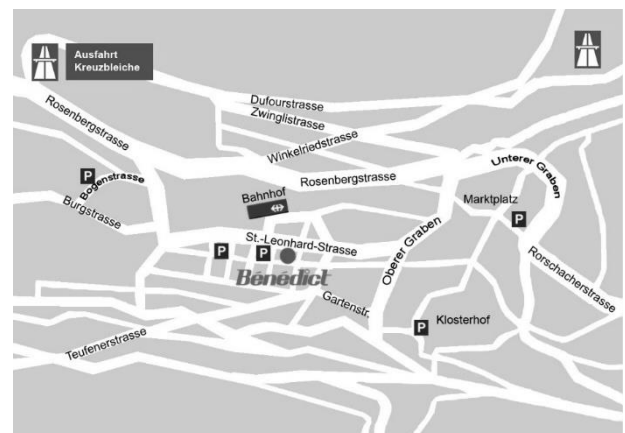 Ausfahrt
Kreuzbleiche
Dufourstrasse
Rosenbergstrasse
Zwinglistrasse
Winkelriedstrasse
Unterer Graben
P
Bogenstrasse
Rosenbergstrasse
Bahnhof
Marktplatz
Burgstrasse
P
St.-Leonhard-Strasse
Oberer Graben
P
P
Rorschacherstrasse
Bénédict
Gartenstr.
Klosterhof
P
Teufenerstrasse